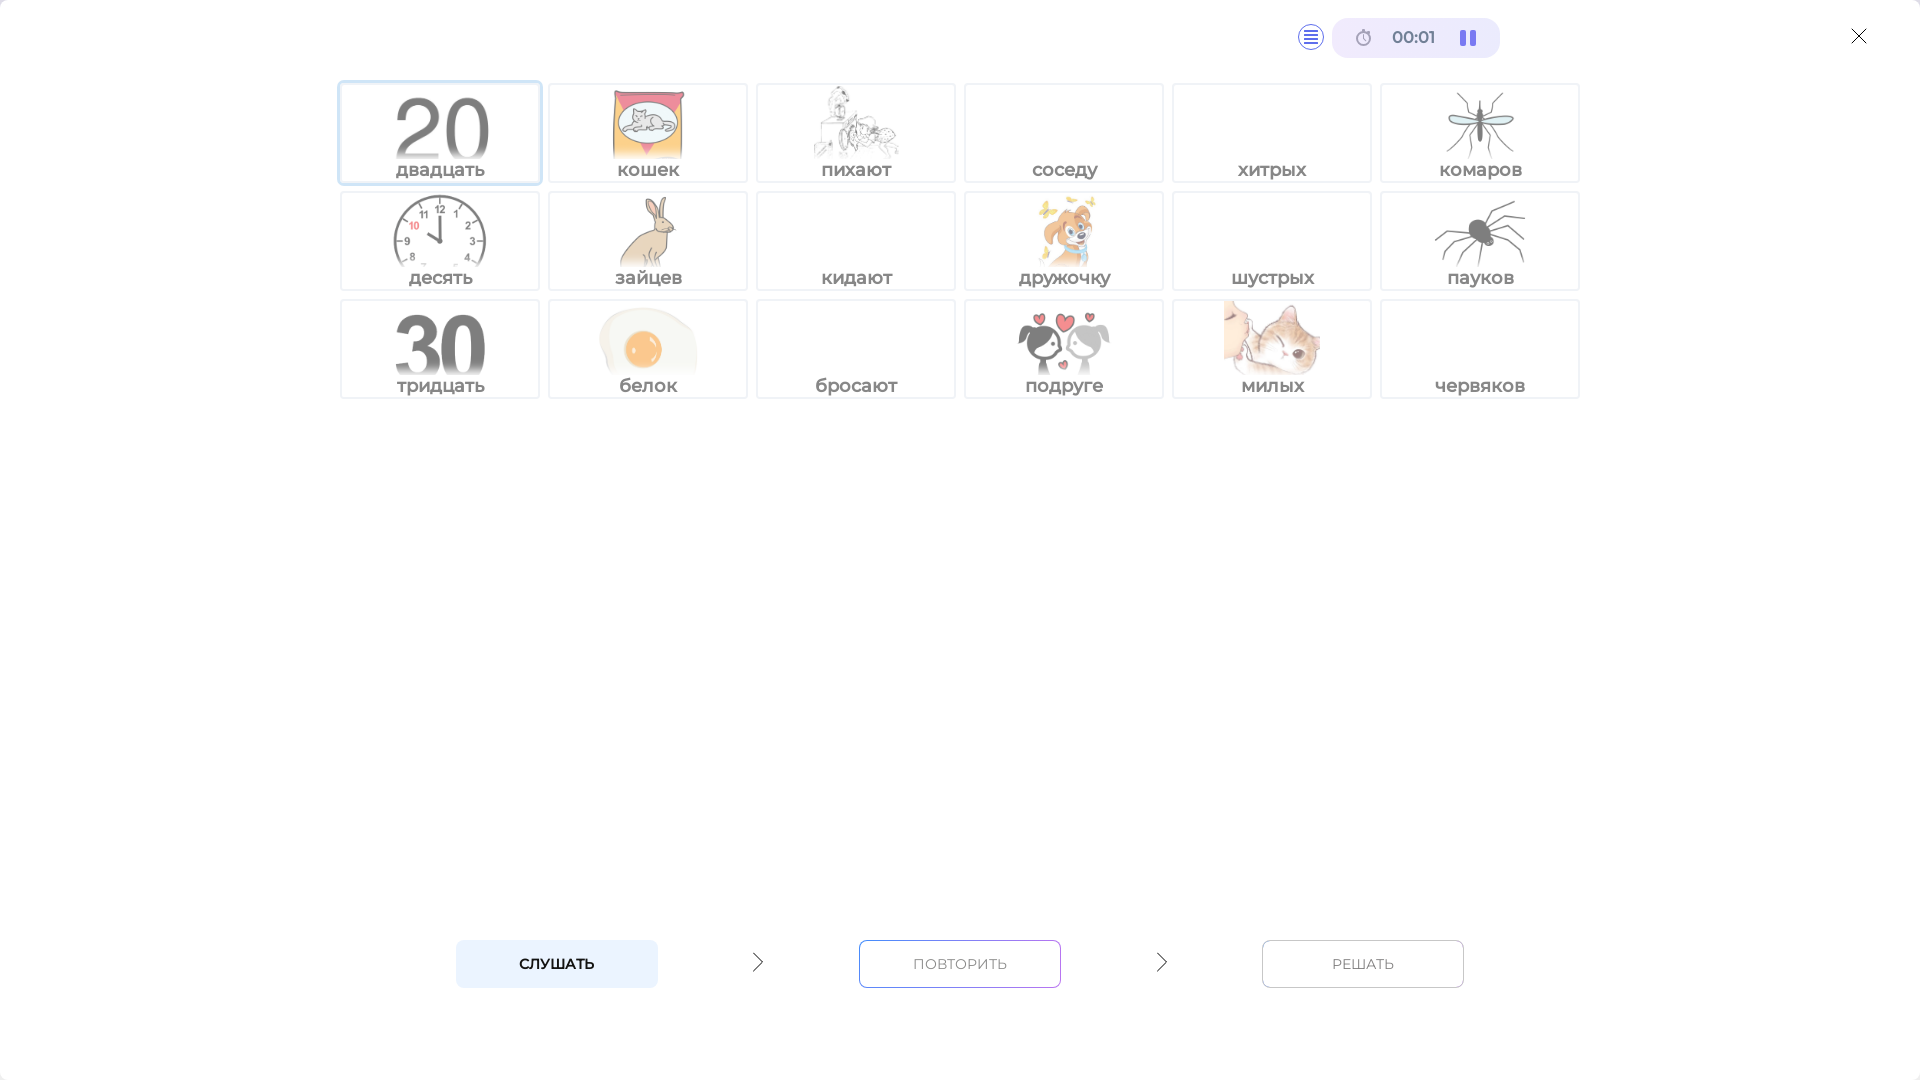 00:01
20 двадцать
кошек
пихают
соседу
хитрых
комаров
12 11 1 10 2 9 3 8 4
десять
зайцев
кидают
дружочку
шустрых
пауков
30
тридцать
белок
бросают
подруге
милых
червяков
СЛУШАТЬ
ПОВТОРИТЬ
РЕШАТЬ